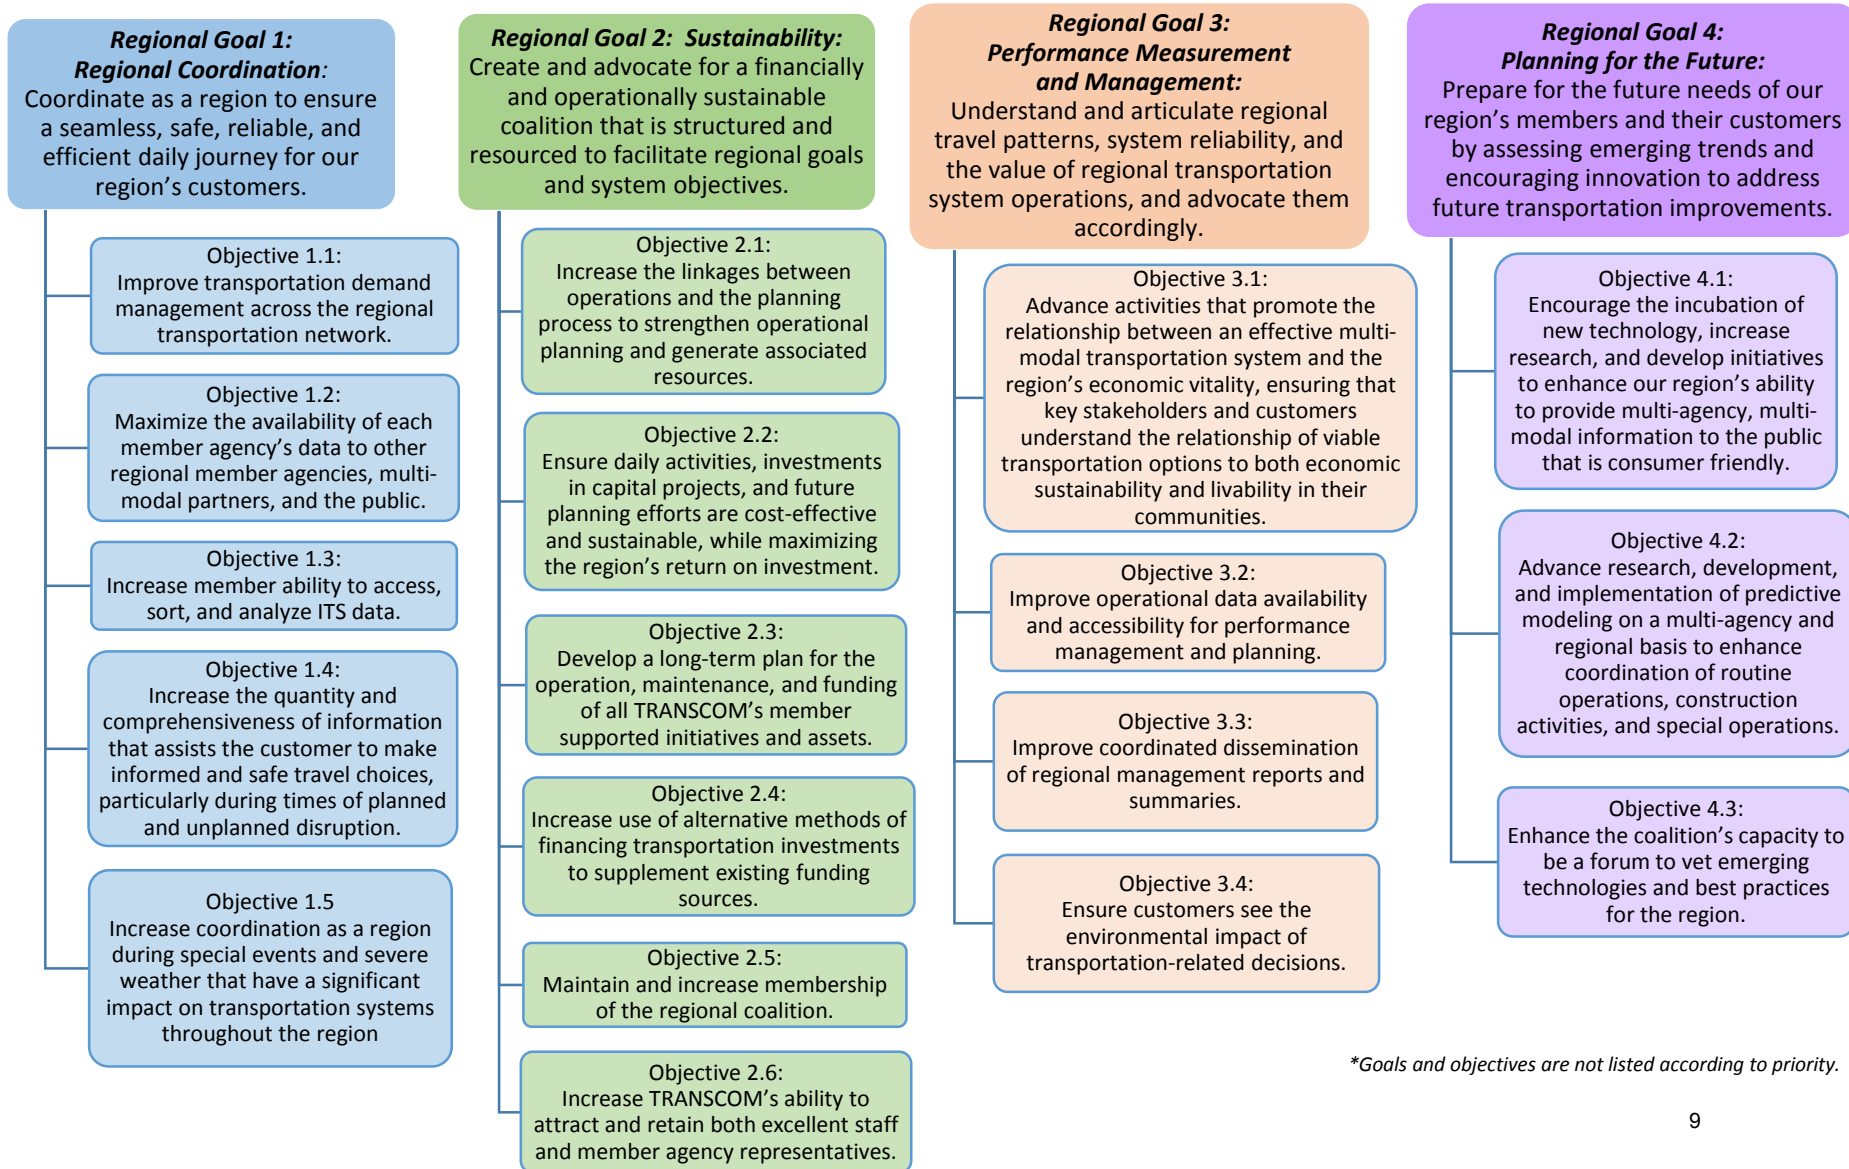 Regional Goal 1:
Regional Coordination:
Coordinate as a region to ensure
a seamless, safe, reliable, and
efficient daily journey for our
region’s customers.
Objective 1.1:
Improve transportation demand
management across the regional
transportation network.
Objective 1.2:
Maximize the availability of each
member agency’s data to other
regional member agencies, multi-
modal partners, and the public.
Objective 1.3:
Increase member ability to access,
sort, and analyze ITS data.
Objective 1.4:
Increase the quantity and
comprehensiveness of information
that assists the customer to make
informed and safe travel choices,
particularly during times of planned
and unplanned disruption.
Objective 1.5
Increase coordination as a region
during special events and severe
weather that have a significant
impact on transportation systems
throughout the region
Regional Goal 2: Sustainability:
Create and advocate for a financially
and operationally sustainable
coalition that is structured and
resourced to facilitate regional goals
and system objectives.
Objective 2.1:
Increase the linkages between
operations and the planning
process to strengthen operational
planning and generate associated
resources.
Objective 2.2:
Ensure daily activities, investments
in capital projects, and future
planning efforts are cost-effective
and sustainable, while maximizing
the region’s return on investment.
Objective 2.3:
Develop a long-term plan for the
operation, maintenance, and funding
of all TRANSCOM’s member
supported initiatives and assets.
Objective 2.4:
Increase use of alternative methods of
financing transportation investments
to supplement existing funding
sources.
Objective 2.5:
Maintain and increase membership
of the regional coalition.
Objective 2.6:
Increase TRANSCOM’s ability to
attract and retain both excellent staff
and member agency representatives.
Regional Goal 3:
Performance Measurement
and Management:
Understand and articulate regional
travel patterns, system reliability, and
the value of regional transportation
system operations, and advocate them
accordingly.
Objective 3.1:
Advance activities that promote the
relationship between an effective multi-
modal transportation system and the
region’s economic vitality, ensuring that
key stakeholders and customers
understand the relationship of viable
transportation options to both economic
sustainability and livability in their
communities.
Objective 3.2:
Improve operational data availability
and accessibility for performance
management and planning.
Objective 3.3:
Improve coordinated dissemination
of regional management reports and
summaries.
Objective 3.4:
Ensure customers see the
environmental impact of
transportation-related decisions.
Regional Goal 4:
Planning for the Future:
Prepare for the future needs of our
region’s members and their customers
by assessing emerging trends and
encouraging innovation to address
future transportation improvements.
Objective 4.1:
Encourage the incubation of
new technology, increase
research, and develop initiatives
to enhance our region’s ability
to provide multi-agency, multi-
modal information to the public
that is consumer friendly.
Objective 4.2:
Advance research, development,
and implementation of predictive
modeling on a multi-agency and
regional basis to enhance
coordination of routine
operations, construction
activities, and special operations.
Objective 4.3:
Enhance the coalition’s capacity to
be a forum to vet emerging
technologies and best practices
for the region.
*Goals and objectives are not listed according to priority.
9